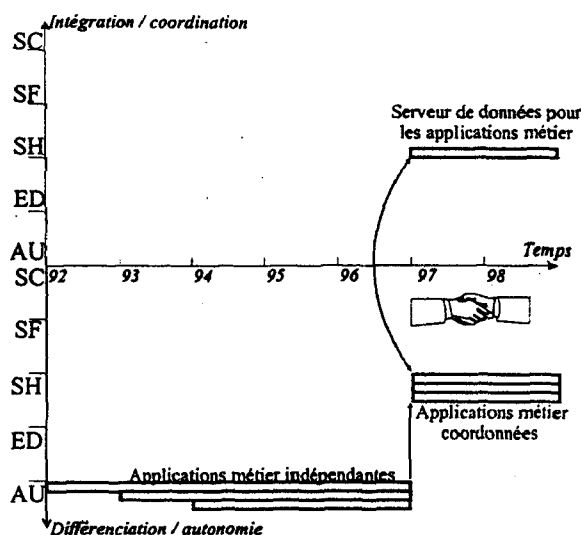 Intégration / coordination
SC
SF
Serveur de données pour
les applications métier
SH
ED
AU
Temps
92 93 94 95 96 97 98
SC
SF
SH
Applications métier
coordonnées
ED
Applications métier indépendantes
AU
Différenciation / autonomie